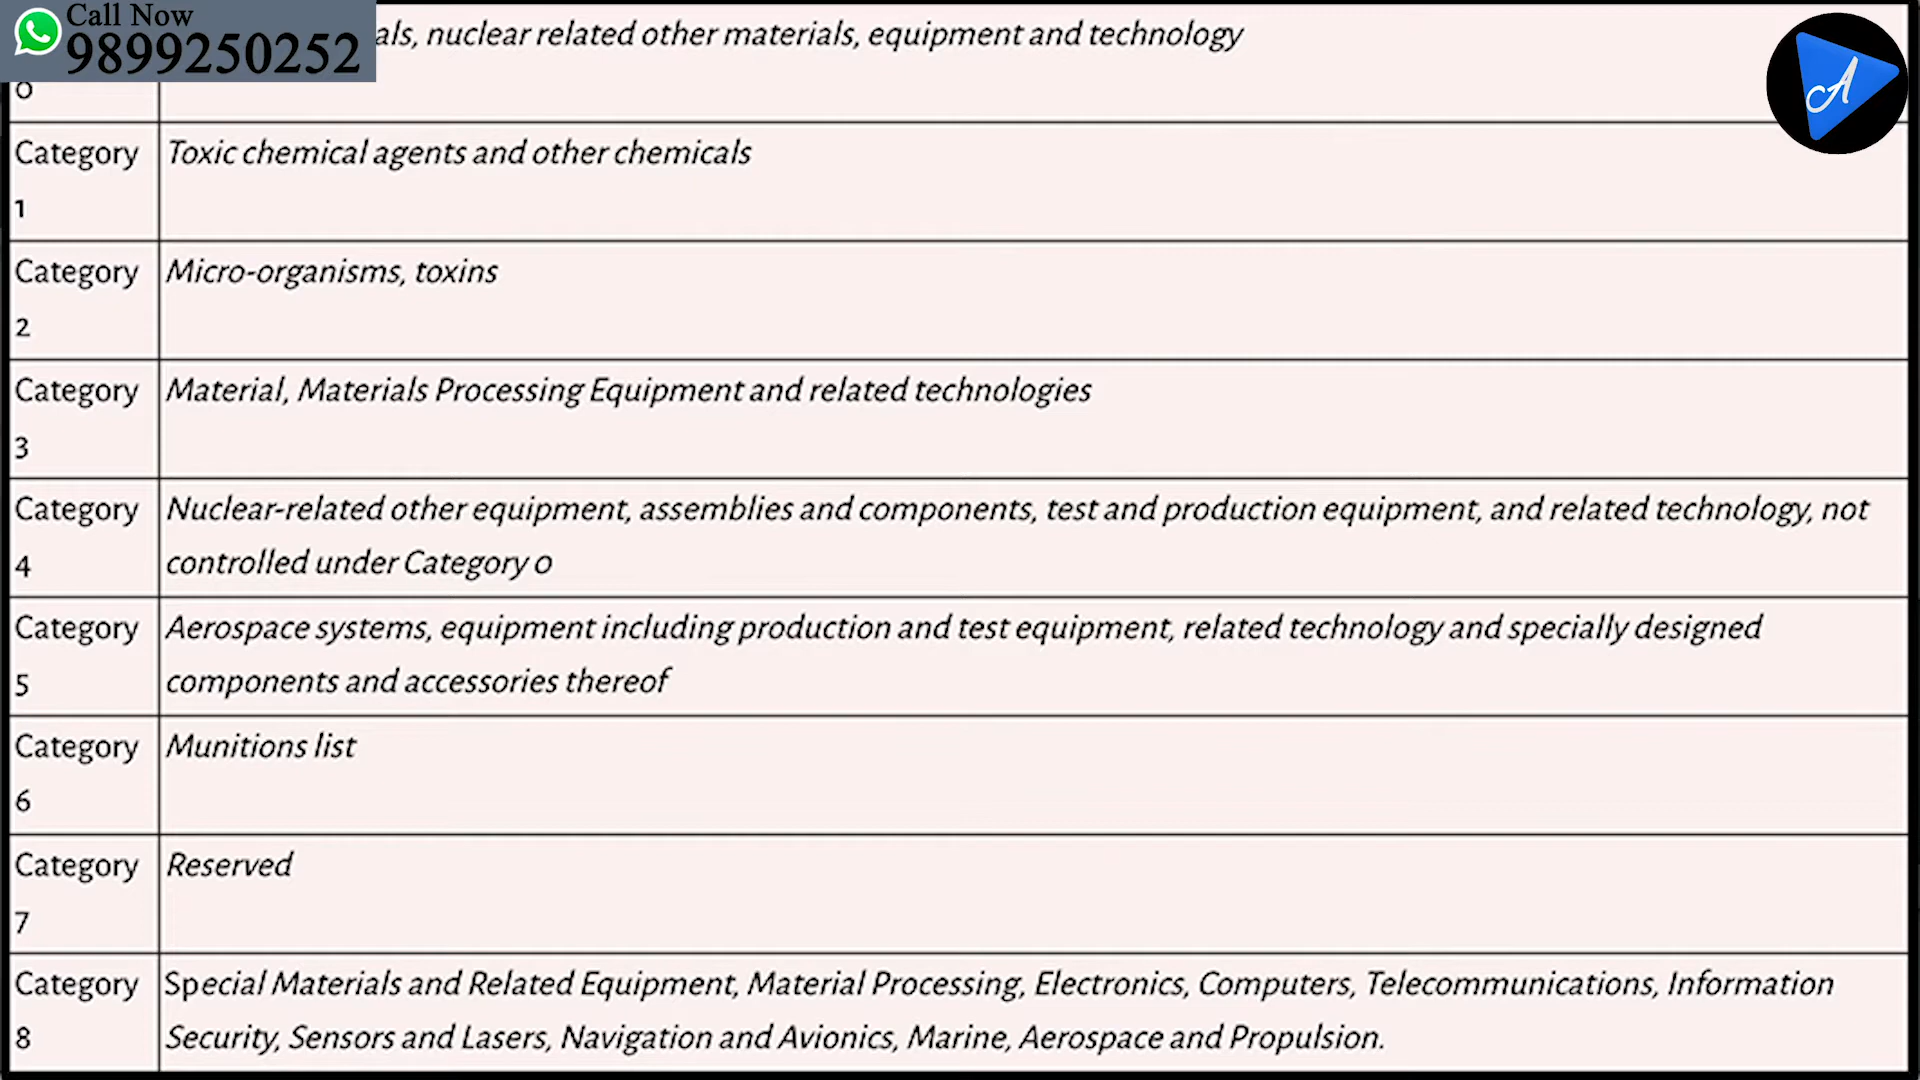 Call Now
9899250252
als, nuclear related other materials, equipment and technology
0
Category Toxic chemical agents and other chemicals
1
Category Micro-organisms, toxins
2
Category Material, Materials Processing Equipment and related technologies
3
Category Nuclear-related other equipment, assemblies and components, test and production equipment, and related technology, not
4 controlled under Category 0
Category Aerospace systems, equipment including production and test equipment, related technology and specially designed
5 components and accessories thereof
Category Munitions list
6
Category Reserved
7
Category Special Materials and Related Equipment, Material Processing, Electronics, Computers, Telecommunications, Information
8 Security, Sensors and Lasers, Navigation and Avionics, Marine, Aerospace and Propulsion.
A